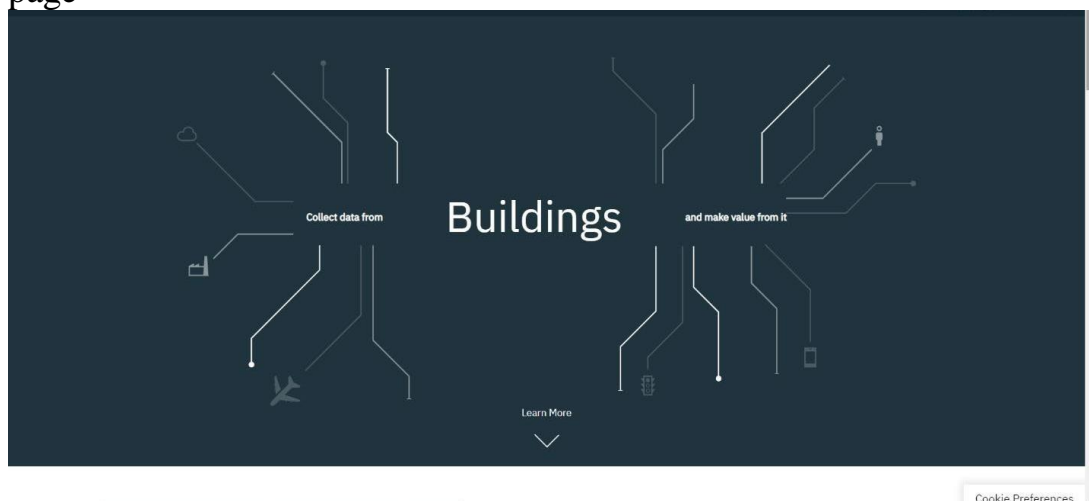 page
Collect data from Buildings and make value from it
Learn More
Cookie Preferences